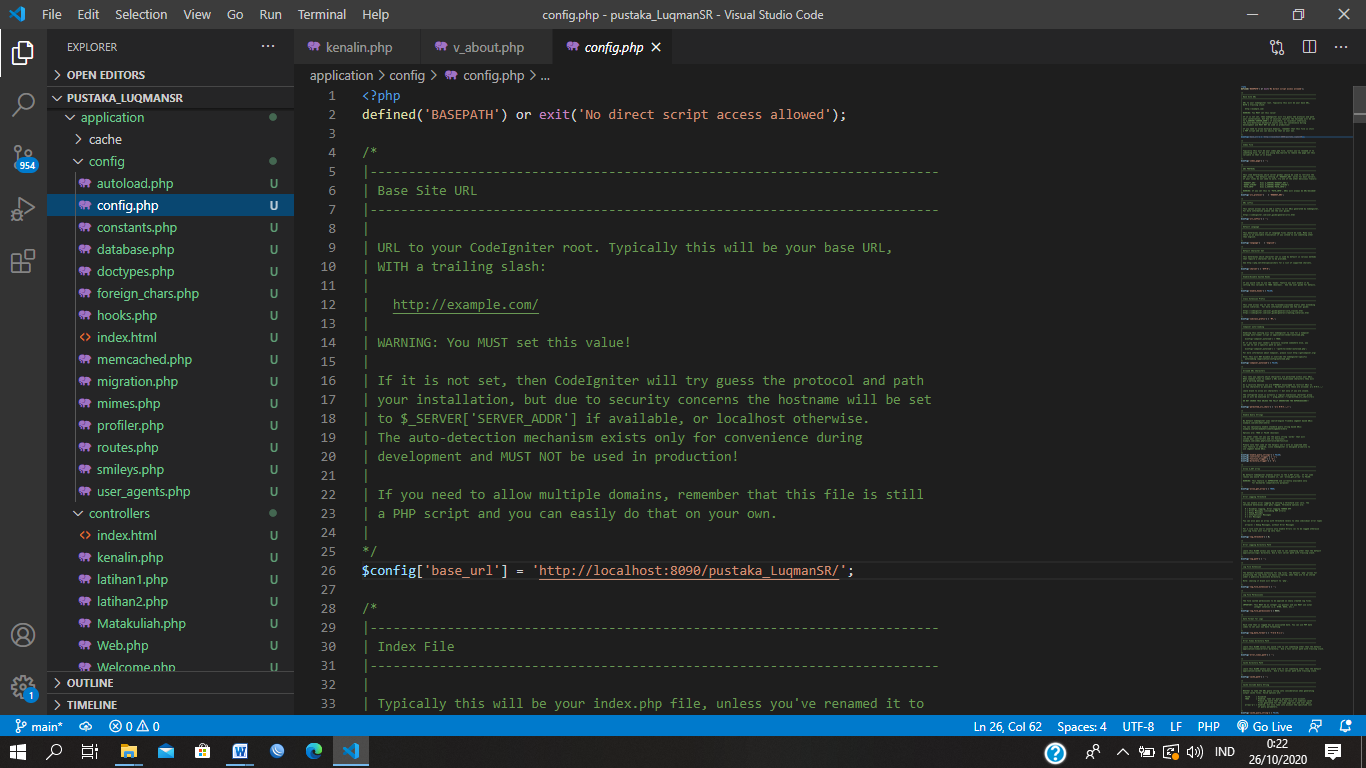 File Edit Selection View Go Run Terminal Help config.php - pustaka_LuqmanSR - Visual Studio Code
EXPLORER
OPEN EDITORS
PUSTAKA_LUQMANSR
application
cache
config
autoload.php U
config.php U
constants.php U
database.php U
doctypes.php U
foreign_chars.php U
hooks.php U
index.html U
memcached.php U
migration.php U
mimes.php U
profiler.php U
routes.php U
smileys.php U
user_agents.php U
controllers
index.html U
kenalin.php U
latihan1.php U
latihan2.php U
Matakuliah.php U
Web.php U
Welcome.php U
OUTLINE
TIMELINE
954
1
kenalin.php v_about.php config.php
application > config > config.php > ...
1 <?php
2 defined('BASEPATH') or exit('No direct script access allowed');
3
4 /*
5 |--------------------------------------------------------------------------
6 | Base Site URL
7 |--------------------------------------------------------------------------
8 |
9 | URL to your CodeIgniter root. Typically this will be your base URL,
10 | WITH a trailing slash:
11 |
12 | http://example.com/
13 |
14 | WARNING: You MUST set this value!
15 |
16 | If it is not set, then CodeIgniter will try guess the protocol and path
17 | your installation, but due to security concerns the hostname will be set
18 | to $_SERVER['SERVER_ADDR'] if available, or localhost otherwise.
19 | The auto-detection mechanism exists only for convenience during
20 | development and MUST NOT be used in production!
21 |
22 | If you need to allow multiple domains, remember that this file is still
23 | a PHP script and you can easily do that on your own.
24 |
25 */
26 $config['base_url'] = 'http://localhost:8090/pustaka_LuqmanSR/';
27
28 /*
29 |--------------------------------------------------------------------------
30 | Index File
31 |--------------------------------------------------------------------------
32 |
33 | Typically this will be your index.php file, unless you've renamed it to
main* 0 0 Ln 26, Col 62 Spaces: 4 UTF-8 LF PHP Go Live
IND 0:22
26/10/2020